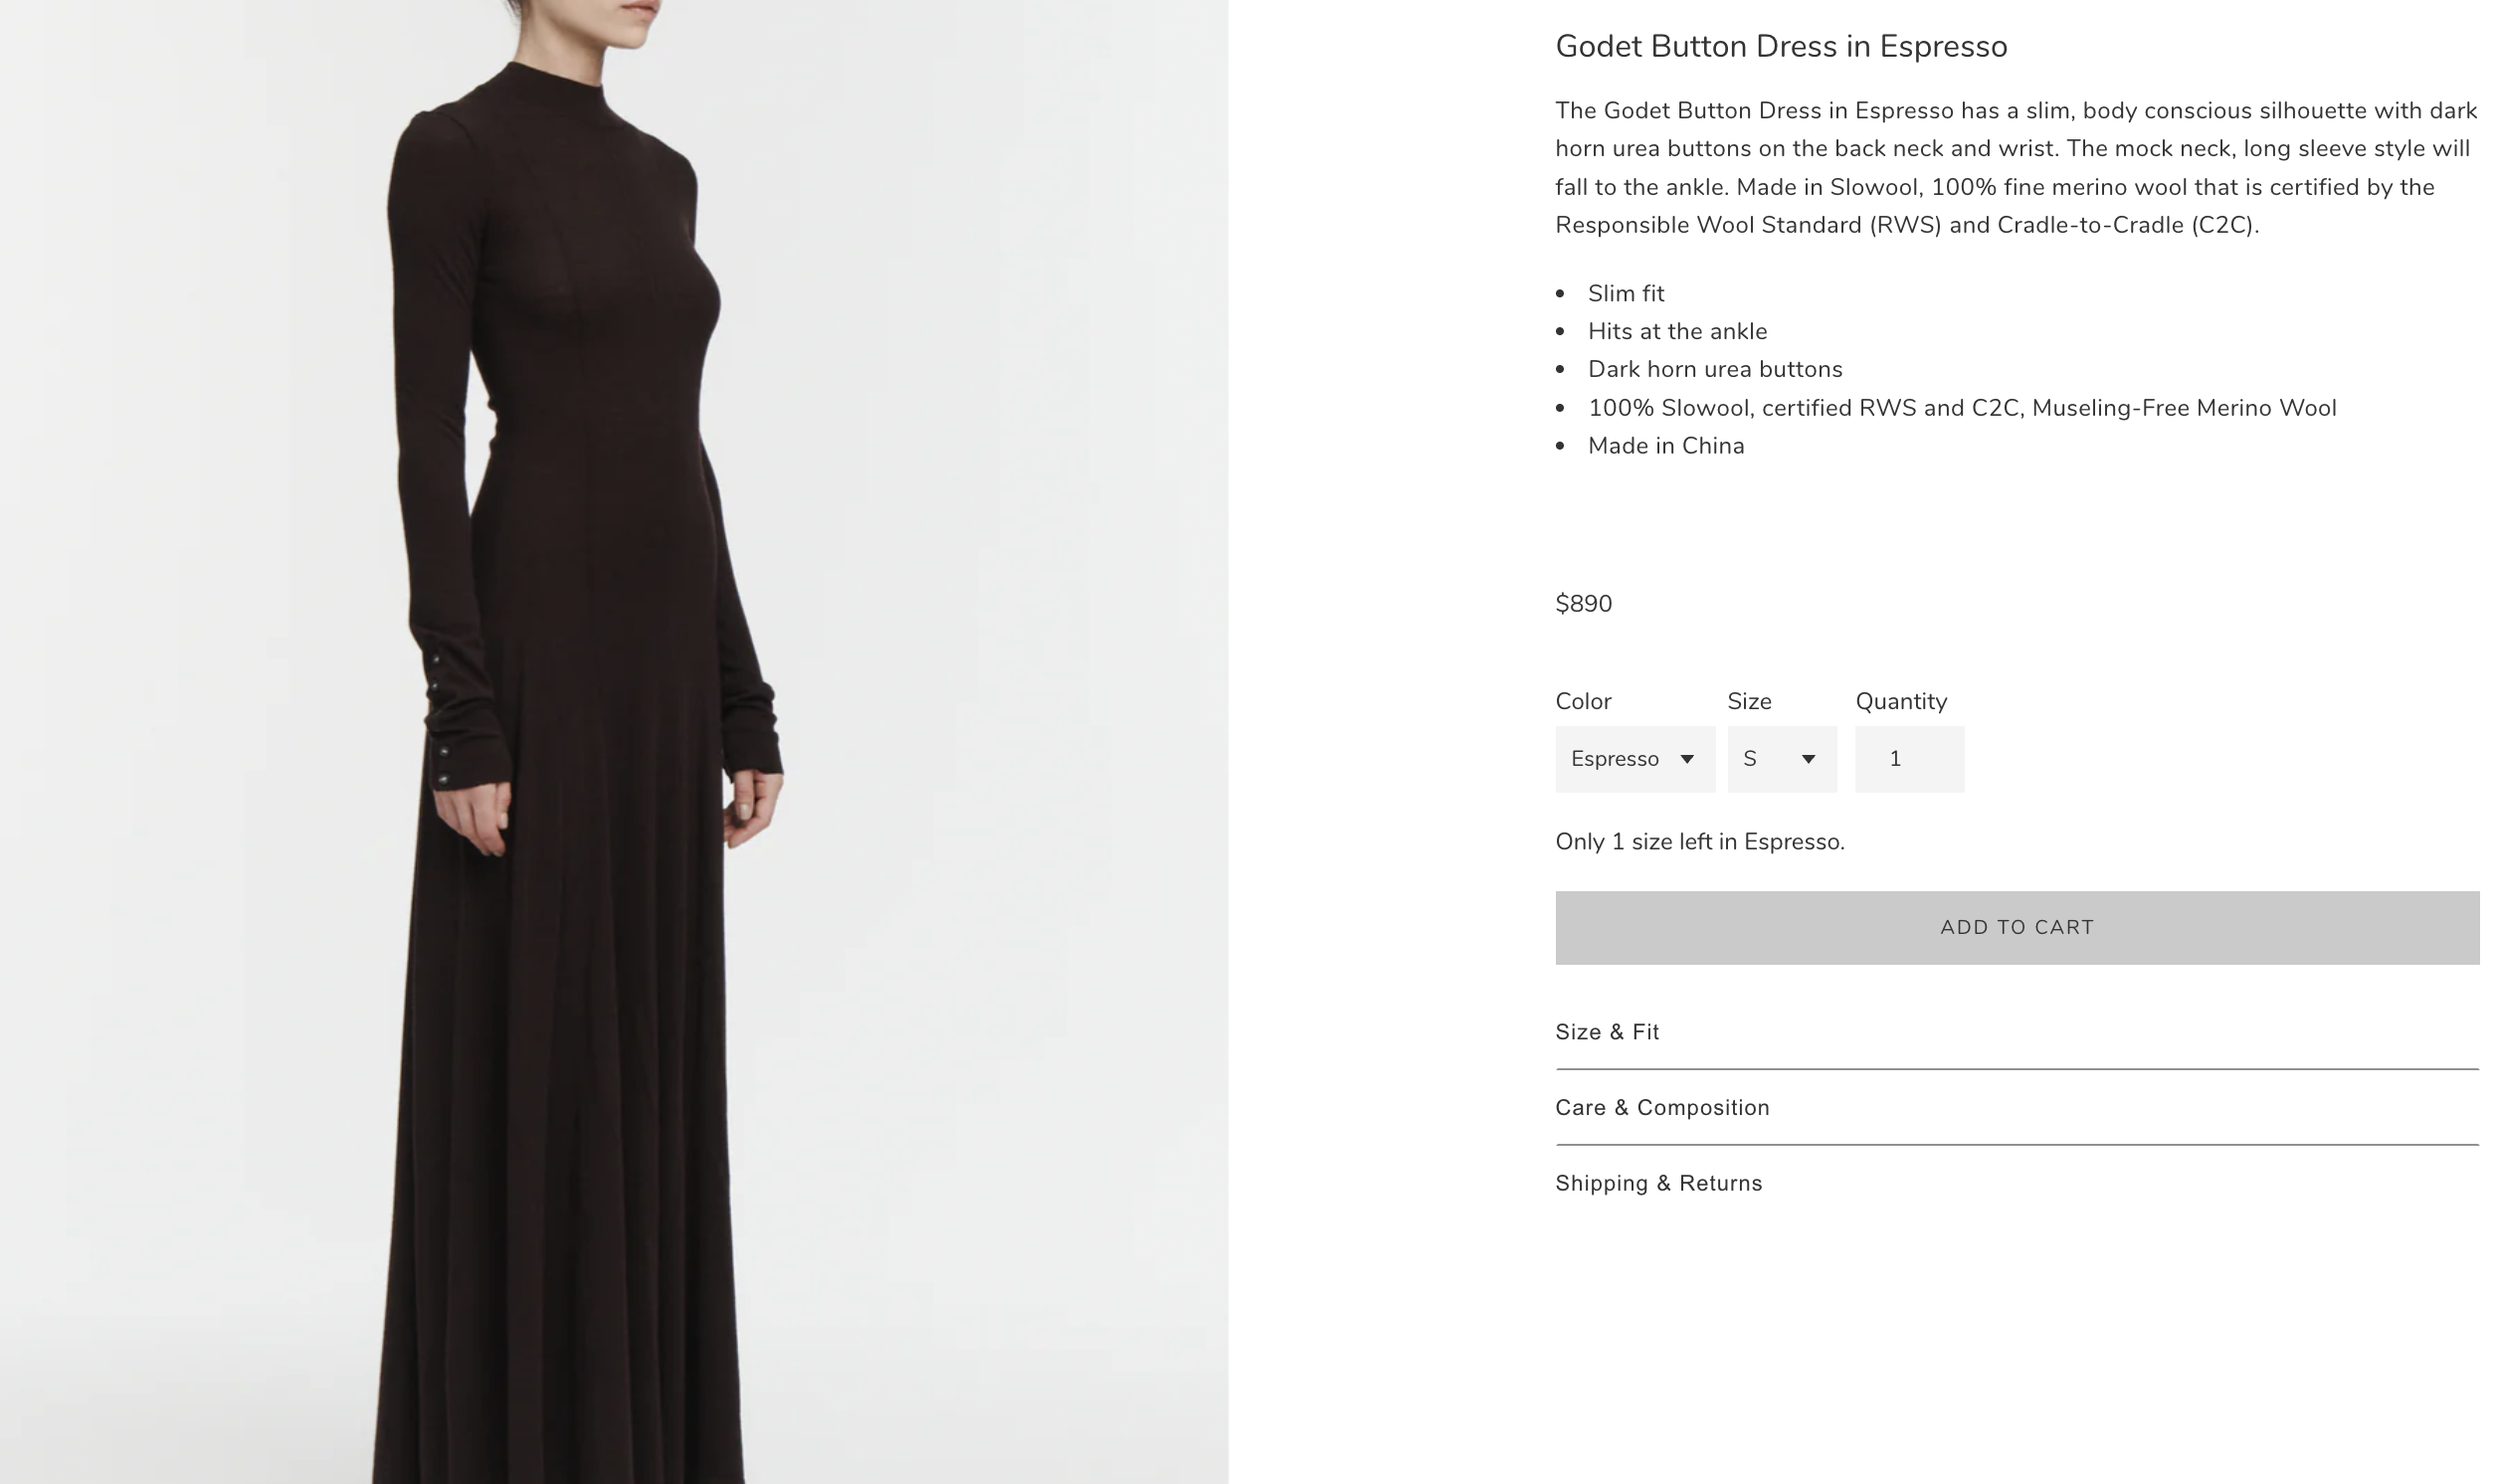 Godet Button Dress in Espresso
The Godet Button Dress in Espresso has a slim, body conscious silhouette with dark
horn urea buttons on the back neck and wrist. The mock neck, long sleeve style will
fall to the ankle. Made in Slowool, 100% fine merino wool that is certified by the
Responsible Wool Standard (RWS) and Cradle-to-Cradle (C2C).
• Slim fit
• Hits at the ankle
• Dark horn urea buttons
• 100% Slowool, certified RWS and C2C, Museling-Free Merino Wool
• Made in China
$890
Color Size Quantity
Espresso S 1
Only 1 size left in Espresso.
ADD TO CART
Size & Fit
Care & Composition
Shipping & Returns